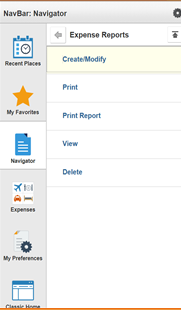 NavBar: Navigator
Recent Places
My Favorites
Navigator
Expenses
My Preferences
Classic Home
Expense Reports
Create/Modify
Print
Print Report
View
Delete